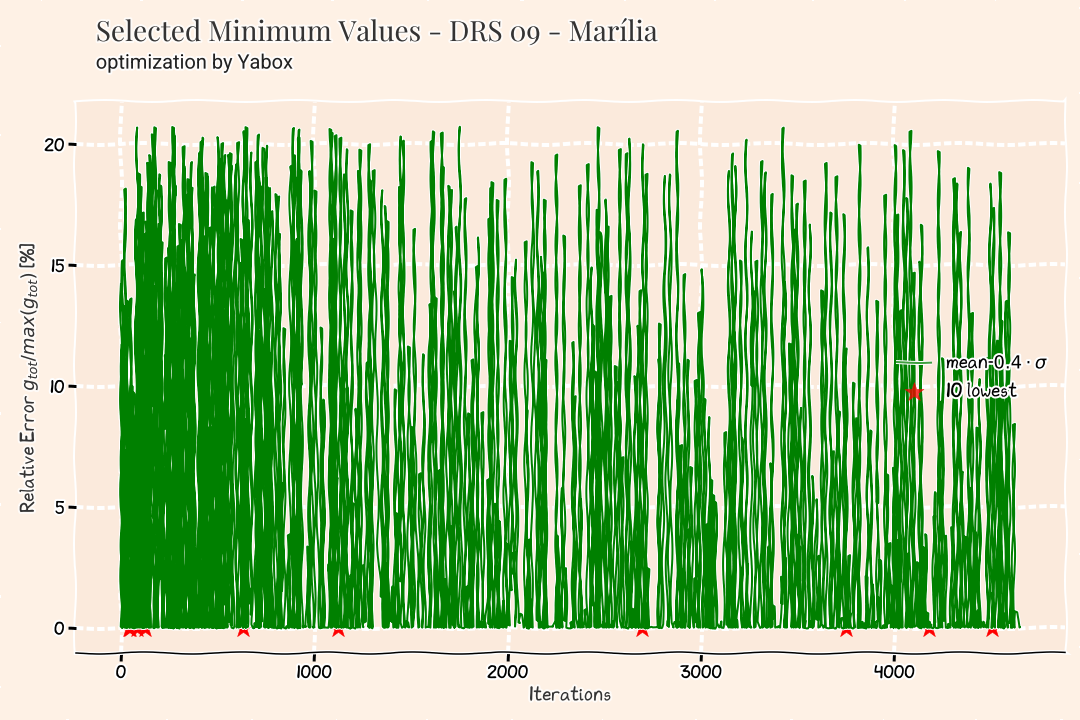 Selected Minimum Values - DRS 09 - Marília
optimization by Yabox
Relative Error g_tot/max(g_tot) [%]
20
15
10
5
0
mean-0.4 · σ
10 lowest
0 1000 2000 3000 4000
Iterations